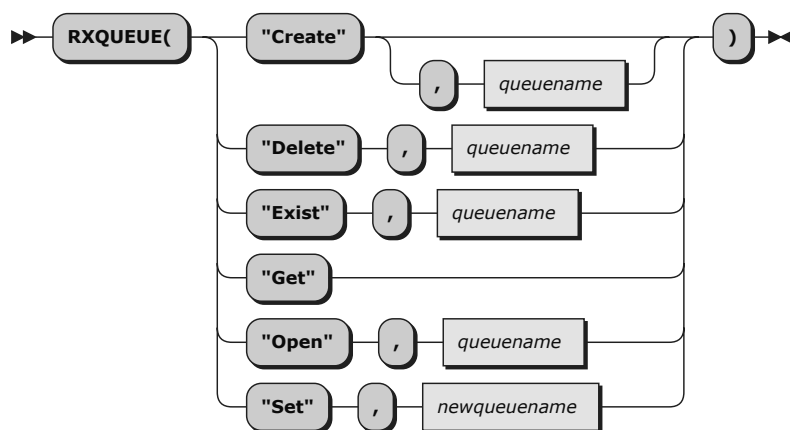 RXQUEUE( "Create" )
, queuename
"Delete" , queuename
"Exist" , queuename
"Get"
"Open" , queuename
"Set" , newqueuename